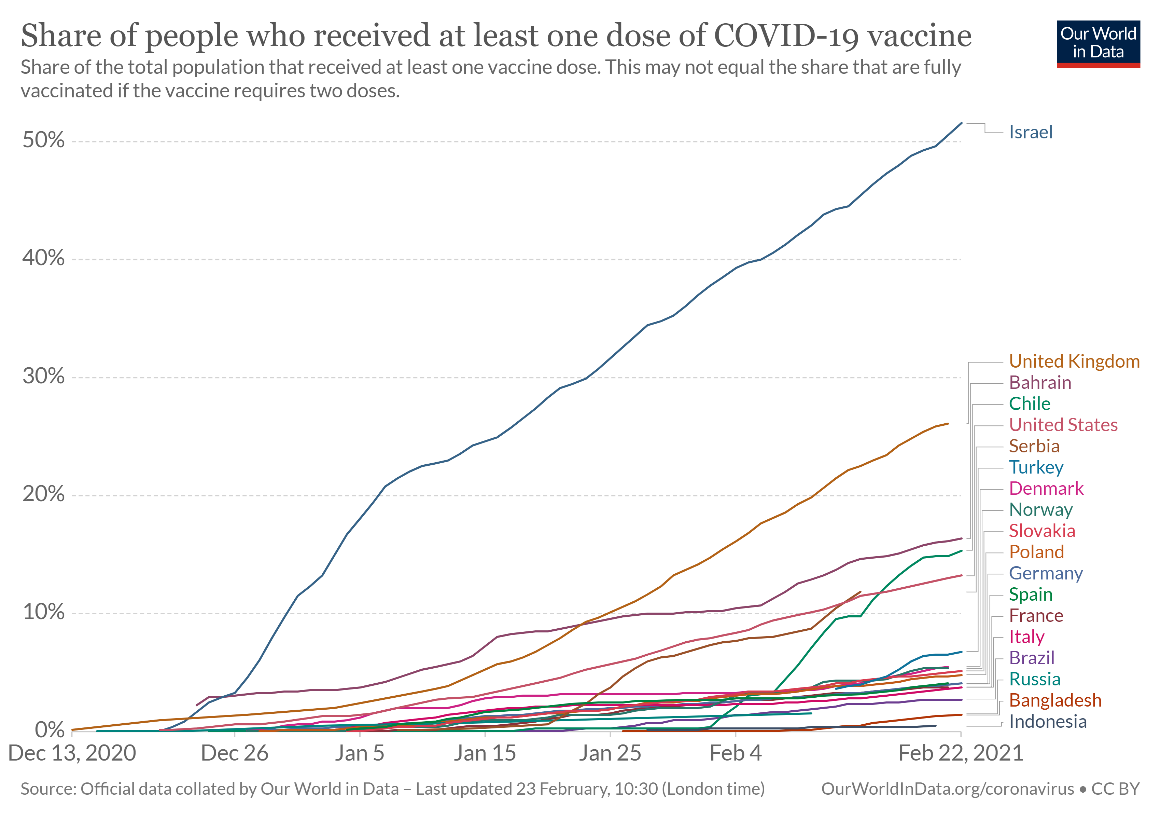 Share of people who received at least one dose of COVID-19 vaccine
Our World
in Data
Share of the total population that received at least one vaccine dose. This may not equal the share that are fully
vaccinated if the vaccine requires two doses.
50%
Israel
40%
30%
United Kingdom
Bahrain
Chile
United States
Serbia
Turkey
20%
Denmark
Norway
Slovakia
Poland
Germany
Spain
10%
France
Italy
Brazil
Russia
Bangladesh
Indonesia
0%
Dec 13, 2020
Dec 26
Jan 5
Jan 15
Jan 25
Feb 4
Feb 22, 2021
Source: Official data collated by Our World in Data – Last updated 23 February, 10:30 (London time)
OurWorldInData.org/coronavirus • CC BY